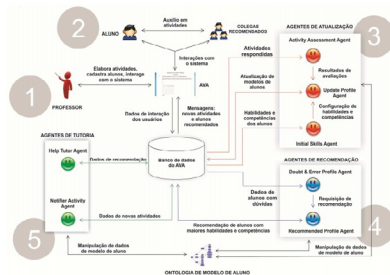 2
ALUNO
Auxílio em
atividades
COLEGAS
RECOMENDADOS
Elabora atividades,
cadastra alunos, interage
com o sistema
Interações com
o sistema
1
PROFESSOR
AVA
Dados de interação
dos usuários
Mensagens:
novas atividades
e alunos
recomendados
Atividades
respondidas
Atualização de
modelos de
alunos
Habilidades e
competências
dos alunos
AGENTES DE ATUALIZAÇÃO
3
Activity Assessment Agent
Resultados de
avaliações
Update Profile
Agent
Configuração de
habilidades e
competências
Initial Skills Agent
AGENTES DE TUTORIA
Help Tutor Agent
Notifier Activity
Agent
5
Dados de recomendação
Banco de dados
do AVA
Dados de novas atividades
Dados de
alunos com
dúvidas
Recomendação de alunos com
maiores habilidades e competências
AGENTES DE RECOMENDAÇÃO
Doubt & Error Profile Agent
Requisição de
recomendação
Recommended Profile Agent
4
Manipulação de dados
de modelo de aluno
Manipulação de dados
de modelo de aluno
ONTOLOGIA DE MODELO DE ALUNO